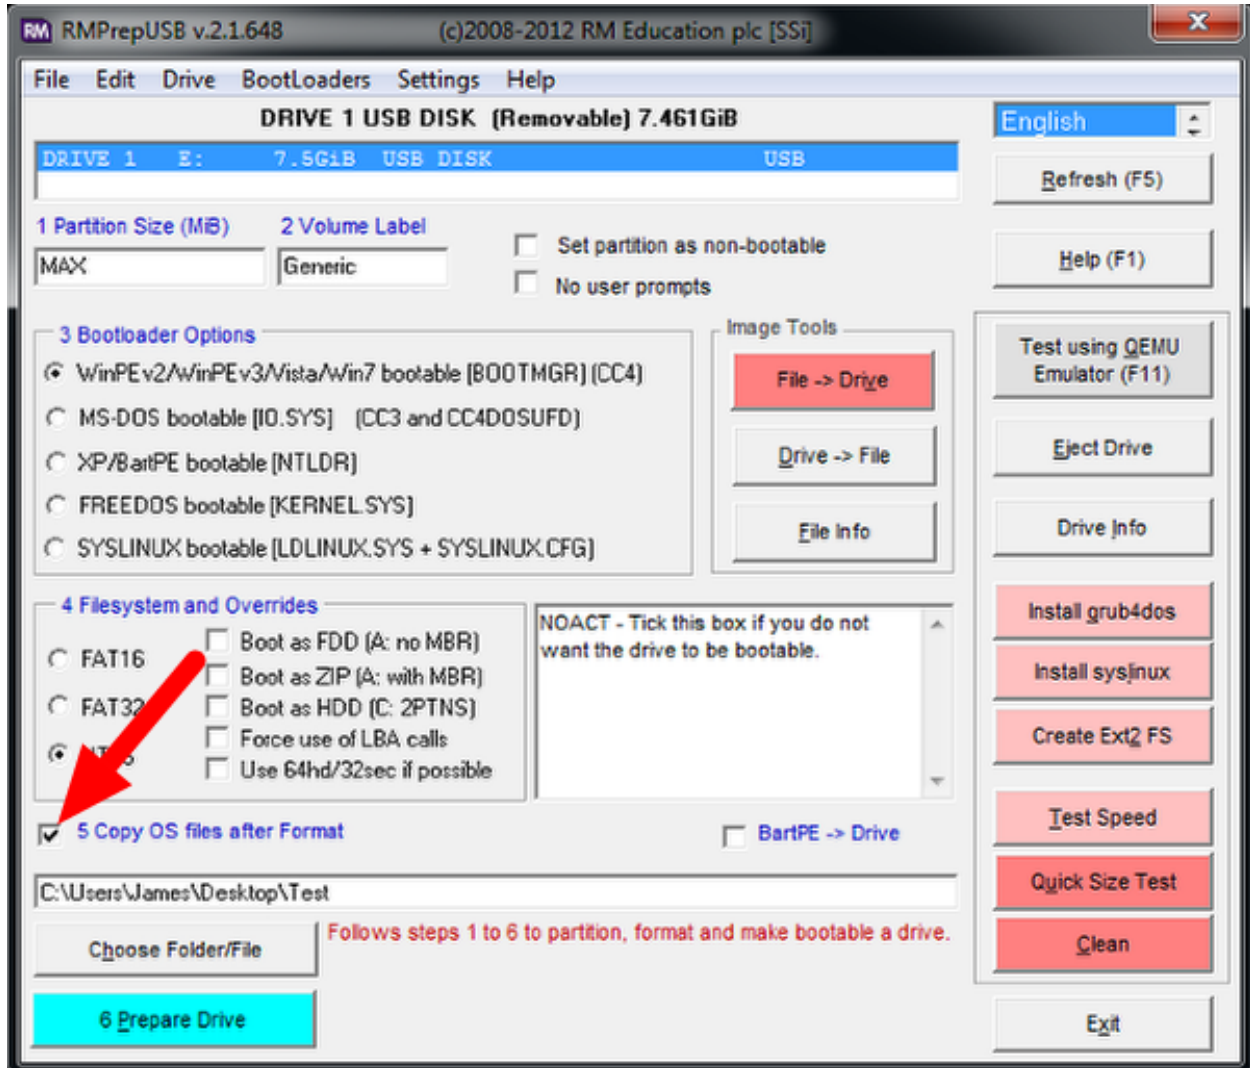 RM RMPrepUSB v.2.1.648 (c)2008-2012 RM Education plc [SSi]
File Edit Drive BootLoaders Settings Help
DRIVE 1 USB DISK (Removable) 7.461GiB
English
DRIVE 1 E: 7.5GiB USB DISK USB
Refresh (F5)
1 Partition Size (MiB) 2 Volume Label
MAX
Generic
Set partition as non-bootable
No user prompts
Help (F1)
3 Bootloader Options
WinPEv2/WinPEv3/Vista/Win7 bootable [BOOTMGR] (CC4)
MS-DOS bootable [IO.SYS] (CC3 and CC4DOSUFD)
XP/BartPE bootable [NTLDR]
FREEDOS bootable [KERNEL.SYS]
SYSLINUX bootable [LDLINUX.SYS + SYSLINUX.CFG]
Image Tools
File -> Drive
Drive -> File
File Info
Test using QEMU
Emulator (F11)
Eject Drive
Drive Info
4 Filesystem and Overrides
FAT16
FAT32
Boot as FDD (A: no MBR)
Boot as ZIP (A: with MBR)
Boot as HDD (C: 2PTNS)
Force use of LBA calls
Use 64hd/32sec if possible
NOACT - Tick this box if you do not
want the drive to be bootable.
Install grub4dos
Install syslinux
Create Ext2 FS
5 Copy OS files after Format
BartPE -> Drive
Test Speed
C:\Users\James\Desktop\Test
Quick Size Test
Choose Folder/File
Follows steps 1 to 6 to partition, format and make bootable a drive.
Clean
6 Prepare Drive
Exit